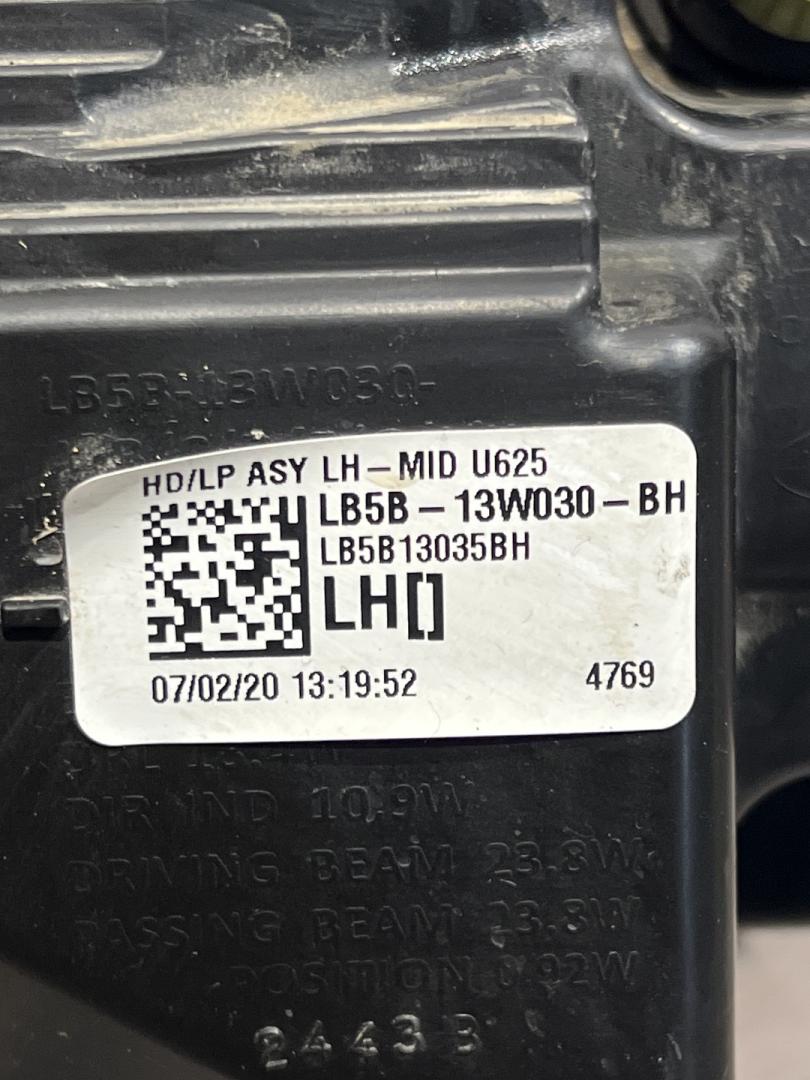 LB5B-13W030-
HD/LP ASY LH-MID U625
LB5B-13W030-BH
LB5B13035BH
LH[]
07/02/20 13:19:52 4769
DIR IND 10.9W
DRIVING BEAM 23.8W
PASSING BEAM 23.8W
POSITION 0.92W
2443B